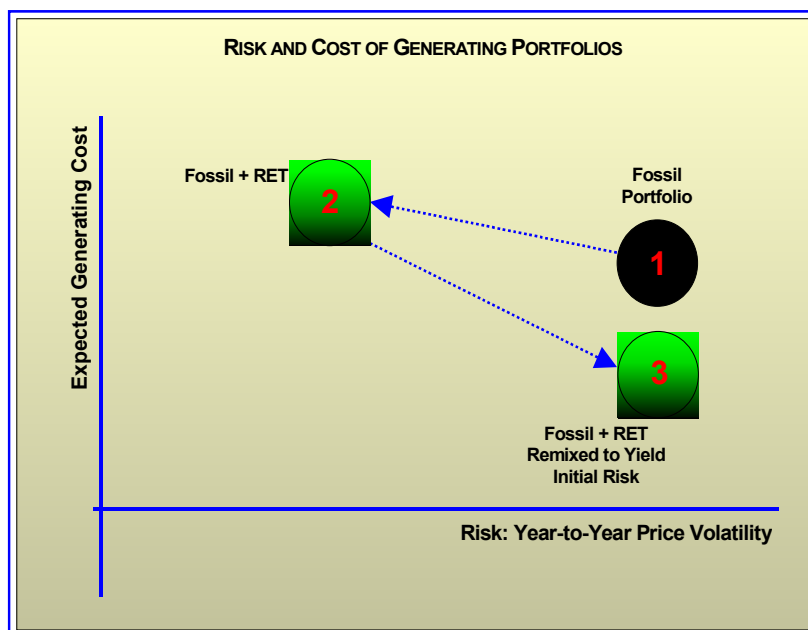 RISK AND COST OF GENERATING PORTFOLIOS
Expected Generating Cost
Fossil + RET
2
Fossil
Portfolio
1
3
Fossil + RET
Remixed to Yield
Initial Risk
Risk: Year-to-Year Price Volatility